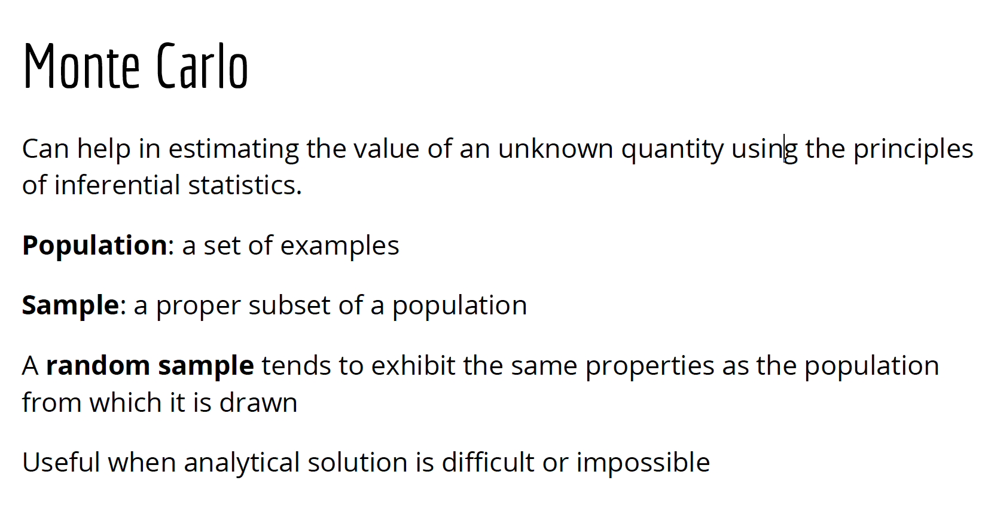 Monte Carlo
Can help in estimating the value of an unknown quantity using the principles
of inferential statistics.
Population: a set of examples
Sample: a proper subset of a population
A random sample tends to exhibit the same properties as the population
from which it is drawn
Useful when analytical solution is difficult or impossible